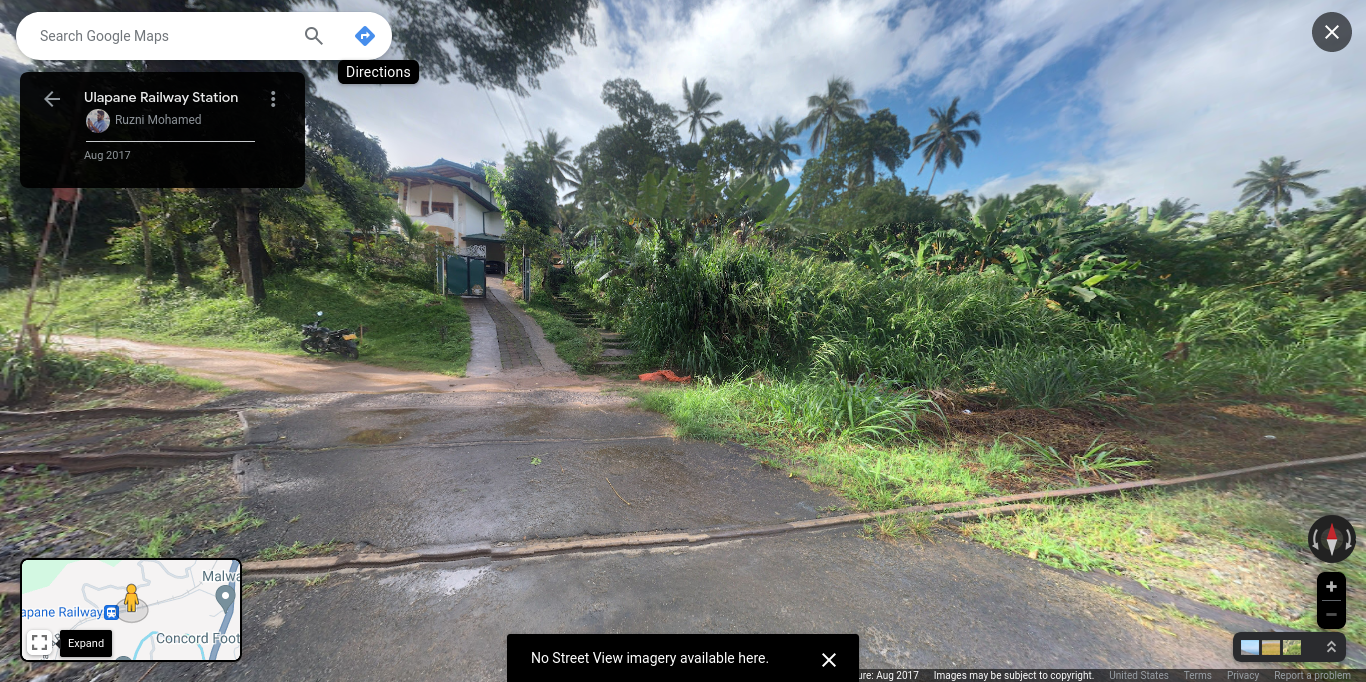 Search Google Maps
Directions
Ulapane Railway Station
Ruzni Mohamed
Aug 2017
Malwa
apane Railway
Concord Foot
Expand
No Street View imagery available here.
ure: Aug 2017 Images may be subject to copyright. United States Terms Privacy Report a problem